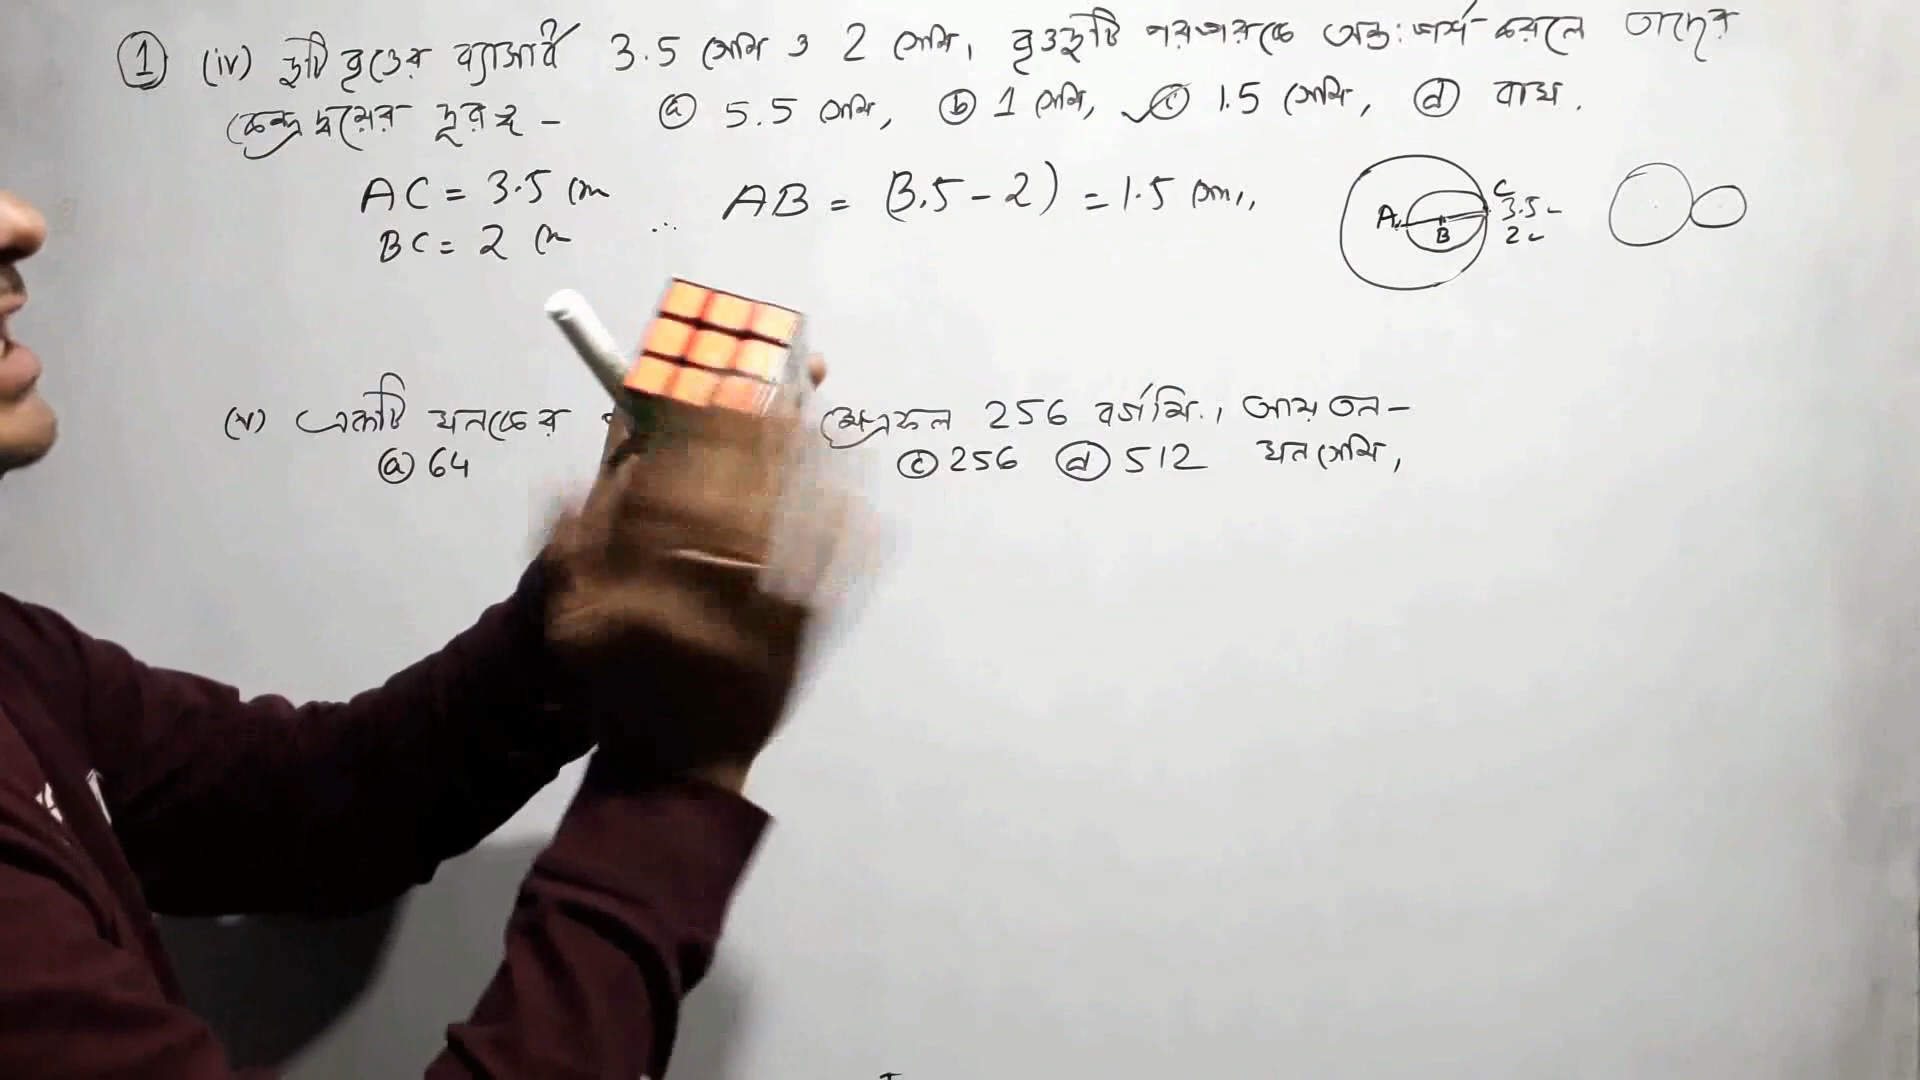 ① (iv) দুটি বৃত্তের ব্যাসার্ধ 3.5 সেমি ও 2 সেমি, বৃত্তদুটি পরস্পরকে অন্তঃস্পর্শ করলে তাদের
কেন্দ্রদ্বয়ের দূরত্ব – ⓐ 5.5 সেমি, ⓑ 1 সেমি, ✓ⓒ 1.5 সেমি, ⓓ
AC = 3.5 cm ∴ AB = (3.5 – 2) = 1.5 cm,,
BC = 2 cm
A B C 3.5
2
(v) একটি ঘনকের ক্ষেত্রফল 256 বর্গমি., আয়তন –
ⓐ 64 ⓒ 256 ⓓ 512 ঘনসেমি,